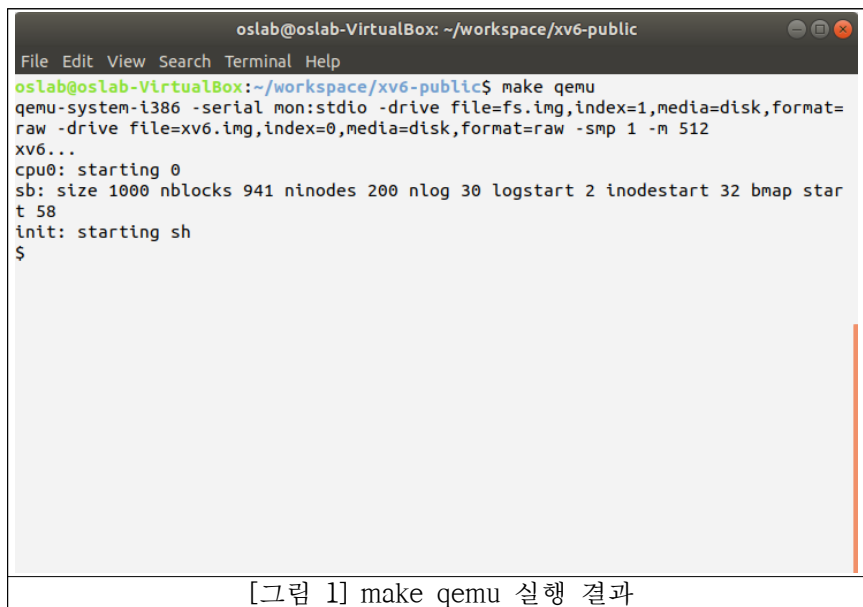 oslab@oslab-VirtualBox: ~/workspace/xv6-public
File Edit View Search Terminal Help
oslab@oslab-VirtualBox:~/workspace/xv6-public$ make qemu
qemu-system-i386 -serial mon:stdio -drive file=fs.img,index=1,media=disk,format=
raw -drive file=xv6.img,index=0,media=disk,format=raw -smp 1 -m 512
xv6...
cpu0: starting 0
sb: size 1000 nblocks 941 ninodes 200 nlog 30 logstart 2 inodestart 32 bmap star
t 58
init: starting sh
$
[그림 1] make qemu 실행 결과